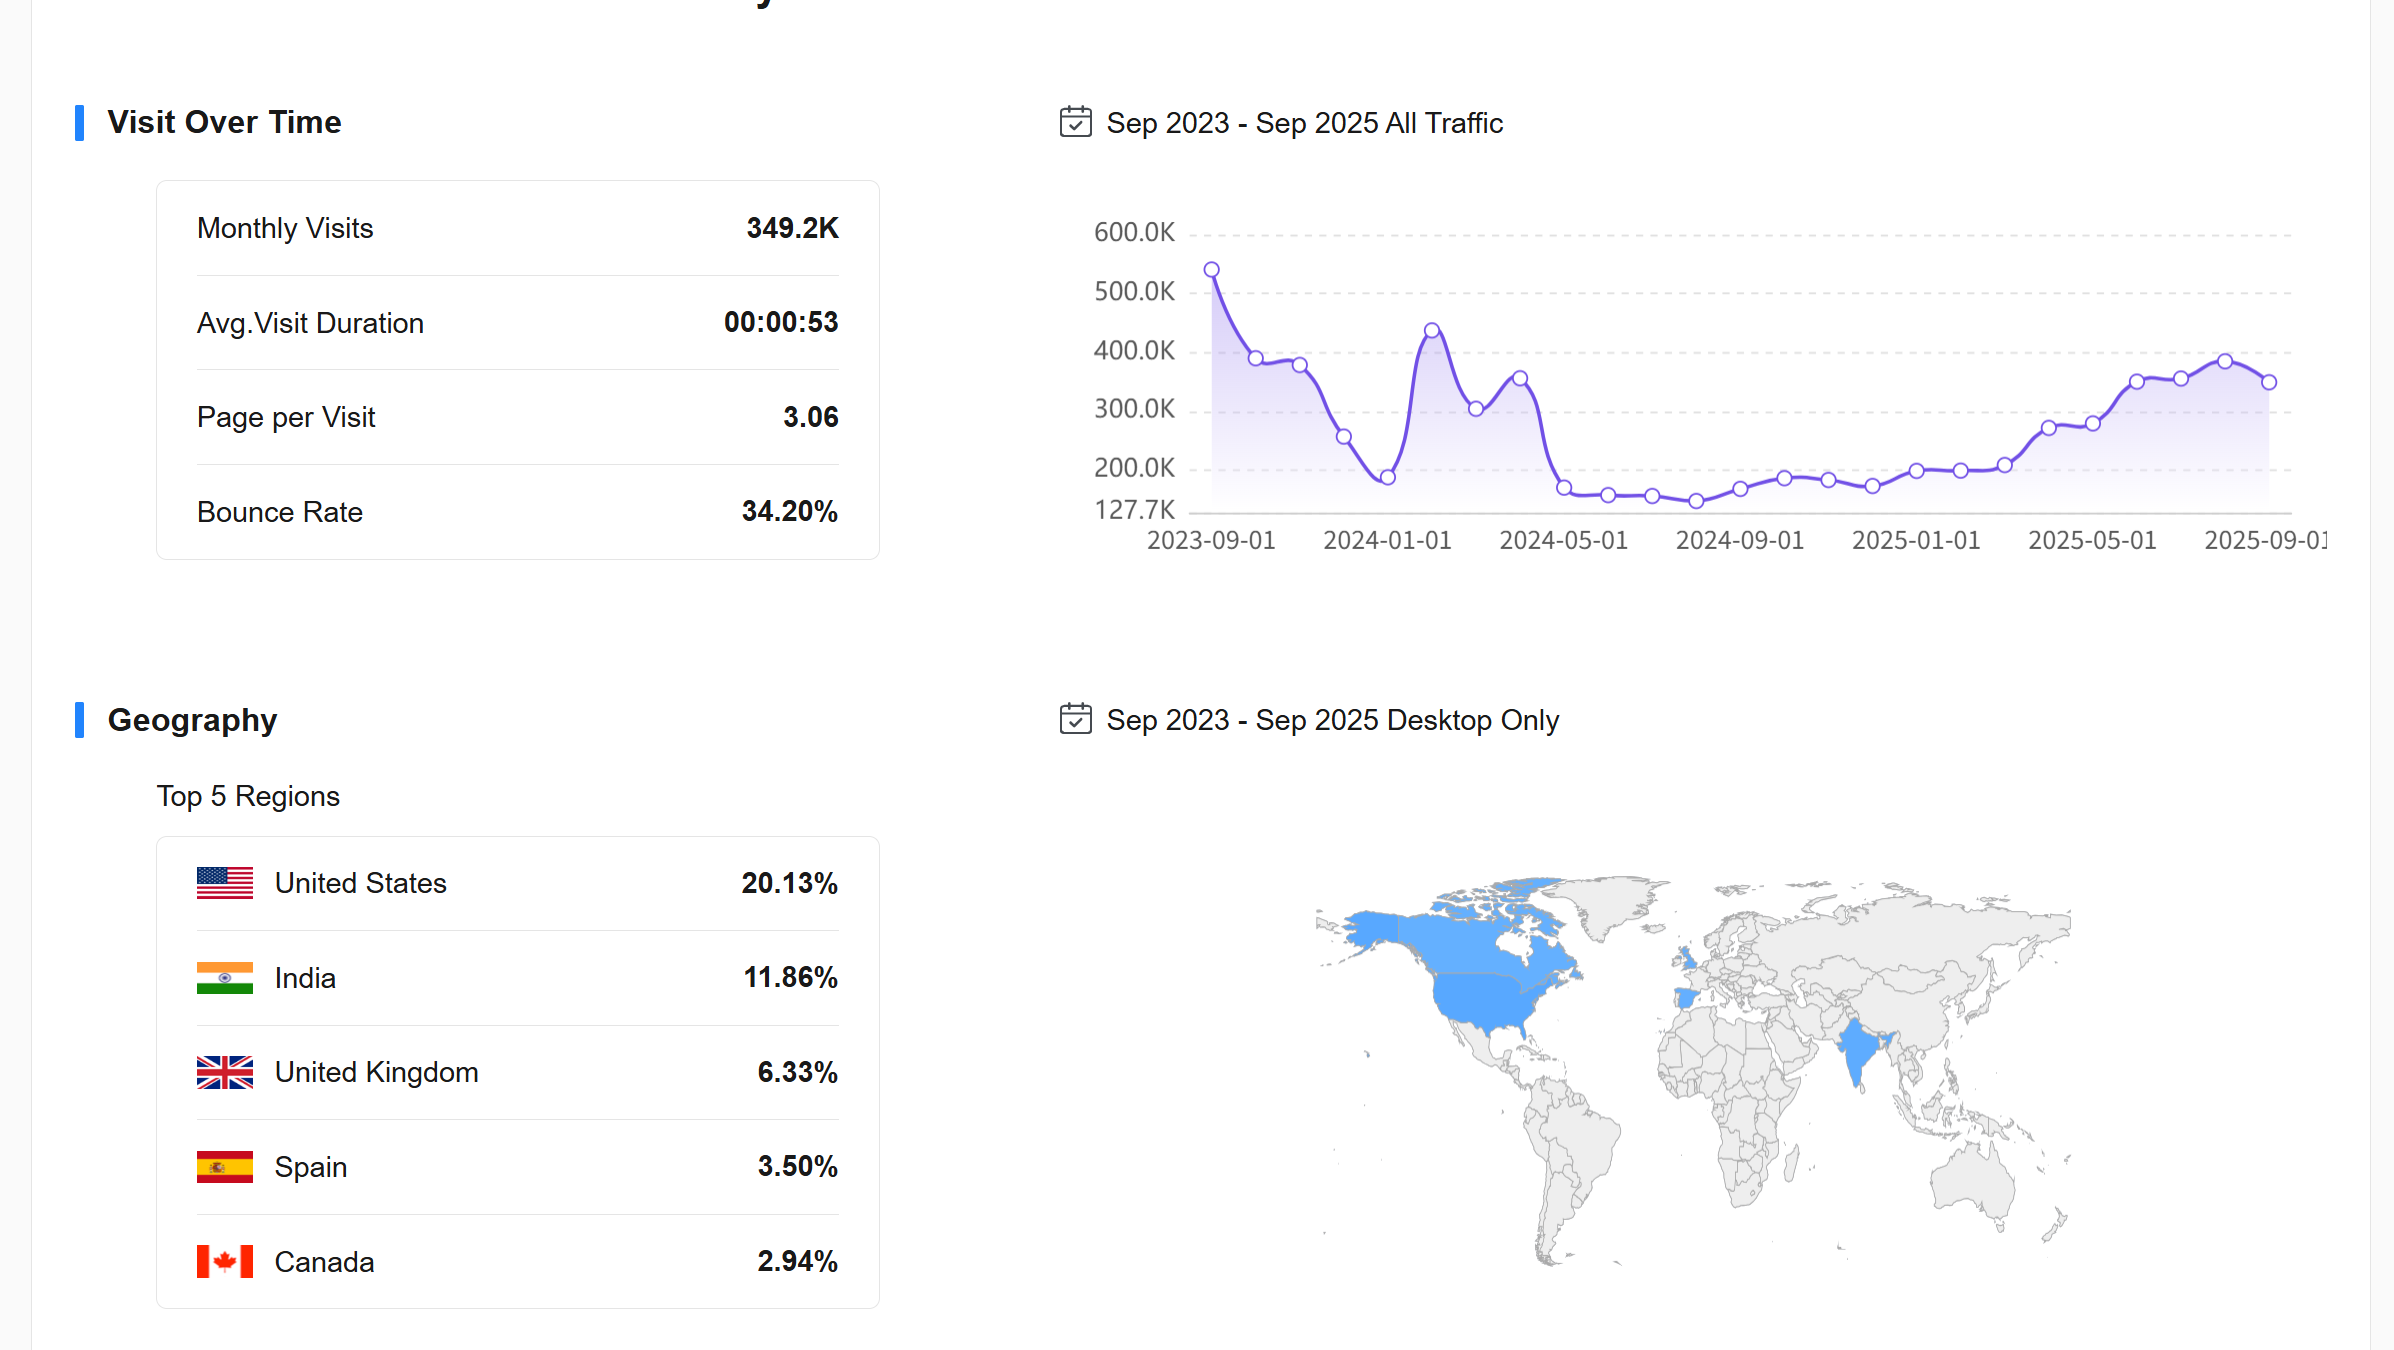 Visit Over Time
Monthly Visits 349.2K
Avg.Visit Duration 00:00:53
Page per Visit 3.06
Bounce Rate 34.20%
Sep 2023 - Sep 2025 All Traffic
600.0K
500.0K
400.0K
300.0K
200.0K
127.7K
2023-09-01 2024-01-01 2024-05-01 2024-09-01 2025-01-01 2025-05-01 2025-09-01
Geography
Top 5 Regions
United States 20.13%
India 11.86%
United Kingdom 6.33%
Spain 3.50%
Canada 2.94%
Sep 2023 - Sep 2025 Desktop Only